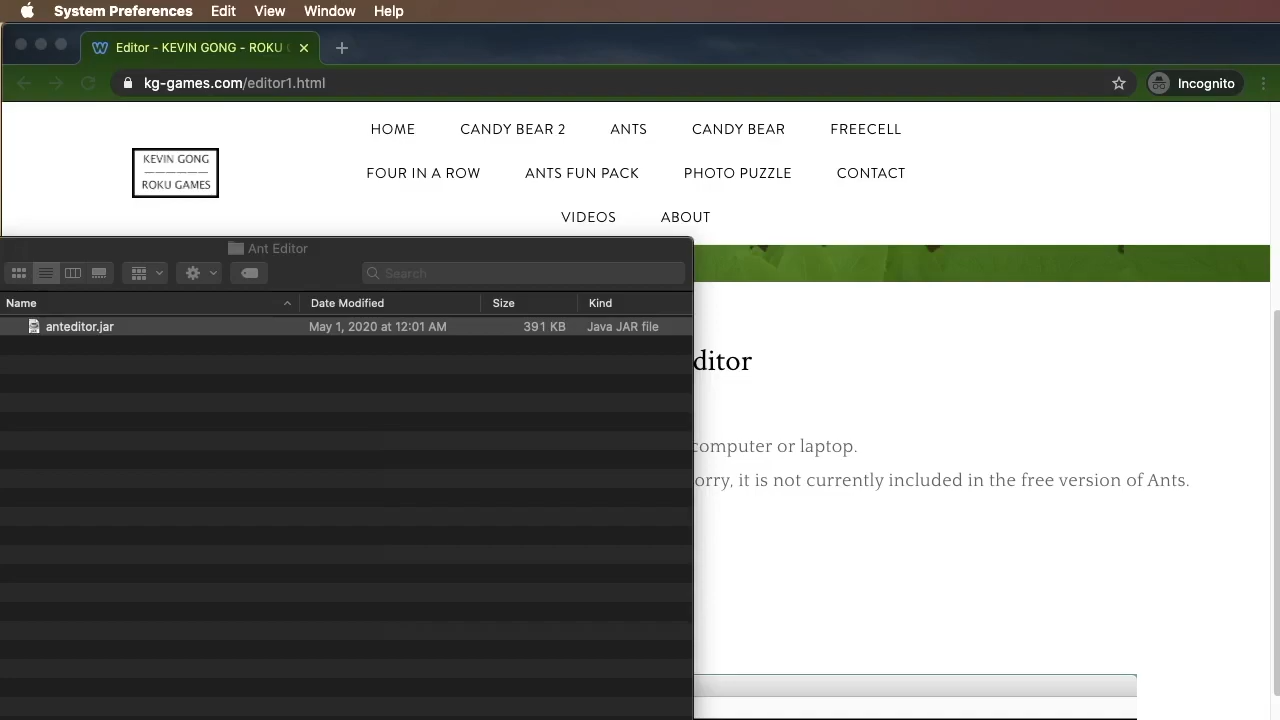 System Preferences Edit View Window Help
Editor - KEVIN GONG - ROKU
kg-games.com/editor1.html
Incognito
HOME CANDY BEAR 2 ANTS CANDY BEAR FREECELL
KEVIN GONG
ROKU GAMES
FOUR IN A ROW ANTS FUN PACK PHOTO PUZZLE CONTACT
VIDEOS ABOUT
Ant Editor
Search
Name Date Modified Size Kind
anteditor.jar May 1, 2020 at 12:01 AM 391 KB Java JAR file
ditor
computer or laptop.
orry, it is not currently included in the free version of Ants.